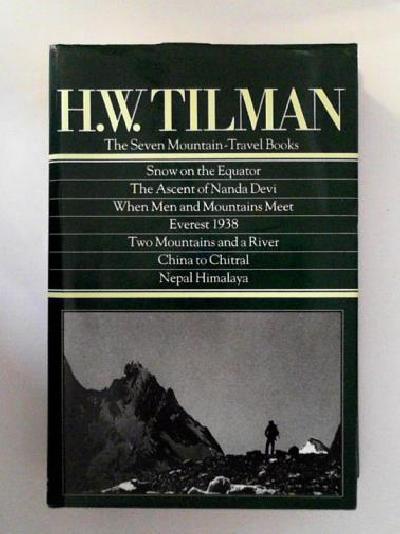 H.W. TILMAN
The Seven Mountain-Travel Books
Snow on the Equator
The Ascent of Nanda Devi
When Men and Mountains Meet
Everest 1938
Two Mountains and a River
China to Chitral
Nepal Himalaya